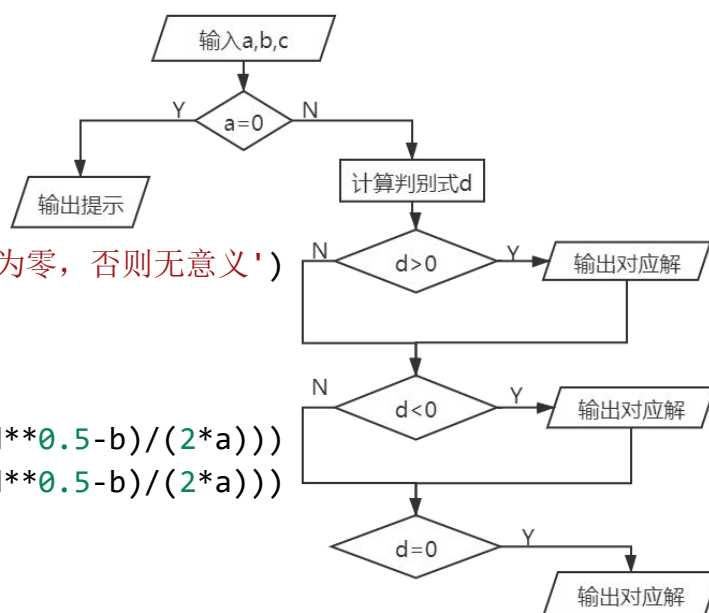 输入a,b,c
Y
a=0
N
计算判别式d
输出提示
为零，否则无意义')
N
d>0
Y
输出对应解
N
d<0
Y
输出对应解
**0.5-b)/(2*a)))
**0.5-b)/(2*a)))
d=0
Y
输出对应解